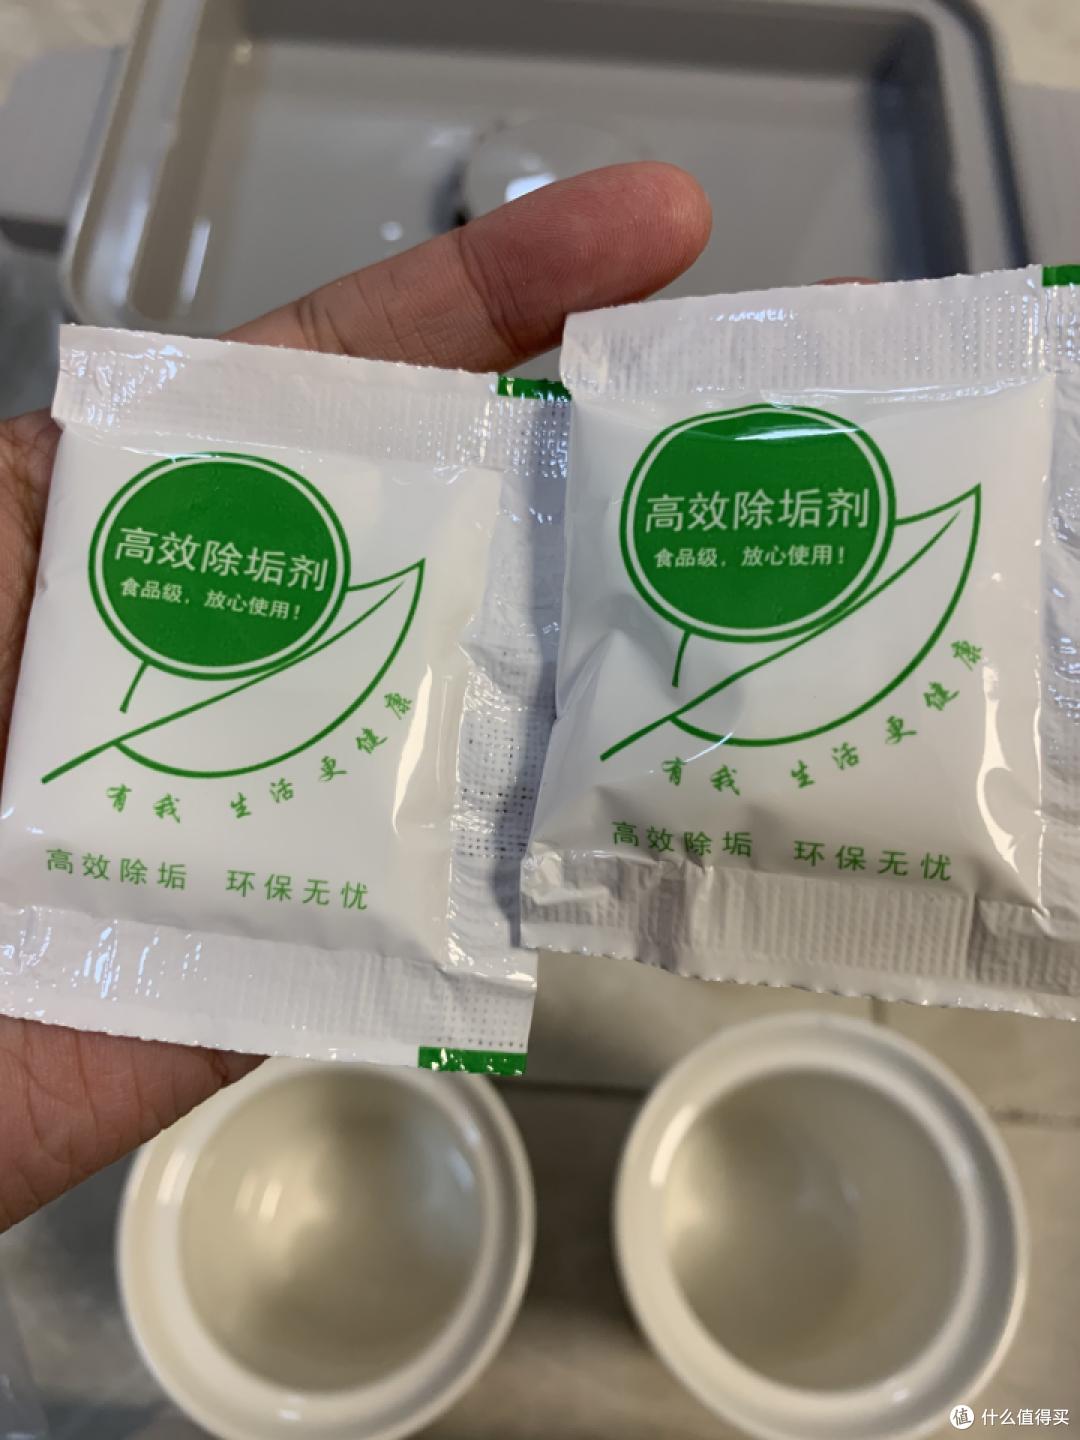 高效除垢剂
食品级，放心使用！
有我 生活更健康
高效除垢 环保无忧
高效除垢剂
食品级，放心使用！
有我 生活更健康
高效除垢 环保无忧
值 什么值得买